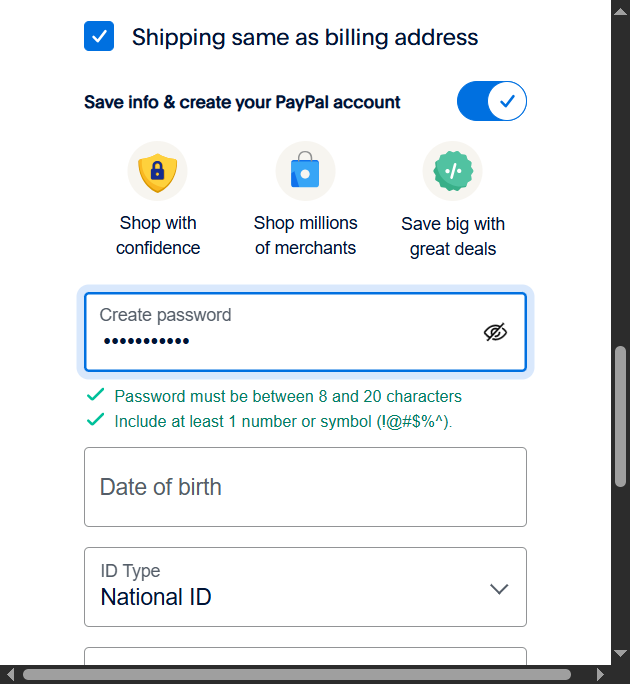 Shipping same as billing address
Save info & create your PayPal account
Shop with
confidence
Shop millions
of merchants
Save big with
great deals
Create password
•••••••••••
Password must be between 8 and 20 characters
Include at least 1 number or symbol (!@#$%^).
Date of birth
ID Type
National ID